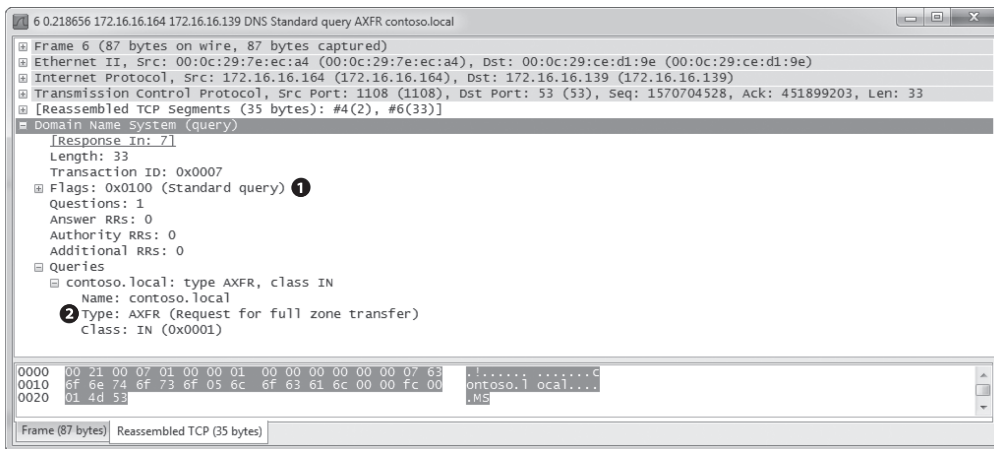 6 0.218656 172.16.16.164 172.16.16.139 DNS Standard query AXFR contoso.local
Frame 6 (87 bytes on wire, 87 bytes captured)
Ethernet II, Src: 00:0c:29:7e:ec:a4 (00:0c:29:7e:ec:a4), Dst: 00:0c:29:ce:d1:9e (00:0c:29:ce:d1:9e)
Internet Protocol, Src: 172.16.16.164 (172.16.16.164), Dst: 172.16.16.139 (172.16.16.139)
Transmission Control Protocol, Src Port: 1108 (1108), Dst Port: 53 (53), Seq: 1570704528, Ack: 451899203, Len: 33
[Reassembled TCP Segments (35 bytes): #4(2), #6(33)]
Domain Name System (query)
[Response In: 7]
Length: 33
Transaction ID: 0x0007
Flags: 0x0100 (Standard query) 1
Questions: 1
Answer RRs: 0
Authority RRs: 0
Additional RRs: 0
Queries
contoso.local: type AXFR, class IN
Name: contoso.local
2 Type: AXFR (Request for full zone transfer)
Class: IN (0x0001)
0000 00 21 00 07 01 00 00 01 00 00 00 00 00 00 07 63 .!...... .......c
0010 6f 6e 74 6f 73 6f 05 6c 6f 63 61 6c 00 00 fc 00 ontoso.l ocal....
0020 01 4d 53 .MS
Frame (87 bytes) Reassembled TCP (35 bytes)